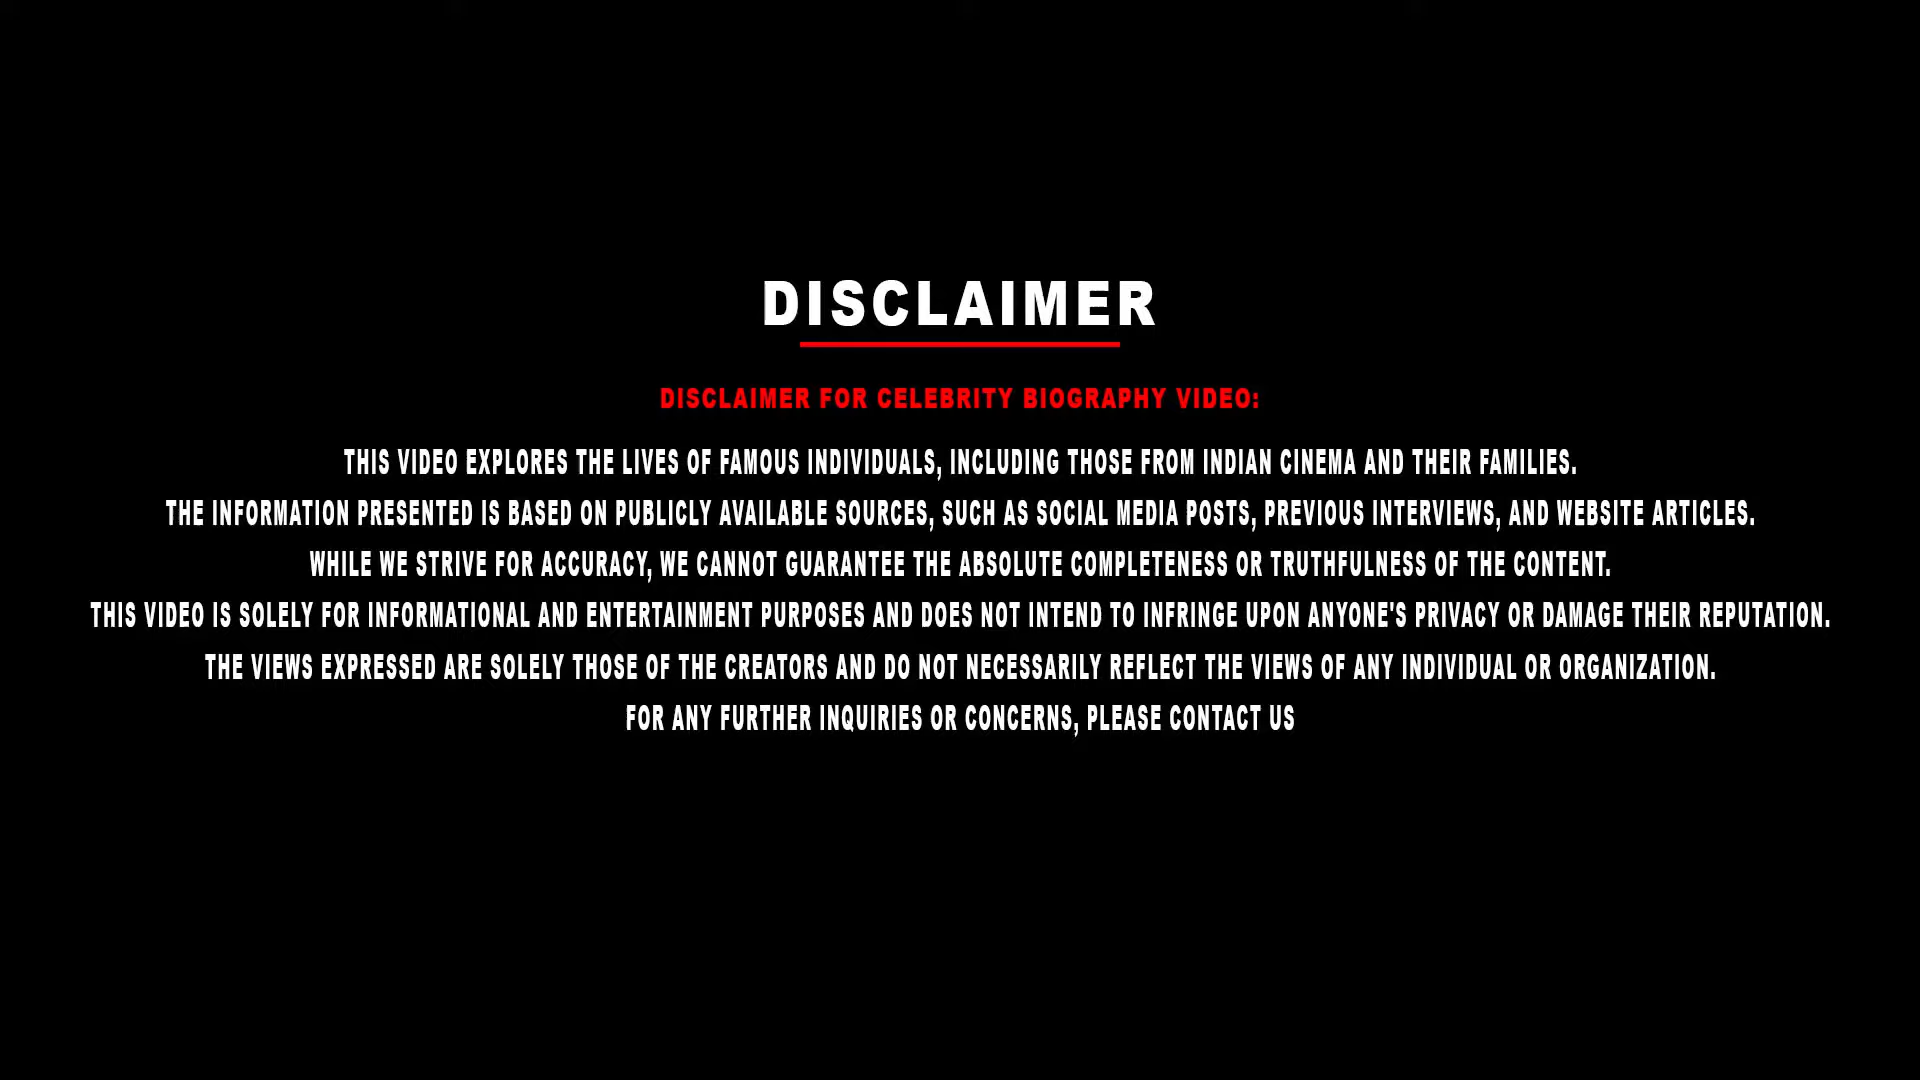 DISCLAIMER
DISCLAIMER FOR CELEBRITY BIOGRAPHY VIDEO:
THIS VIDEO EXPLORES THE LIVES OF FAMOUS INDIVIDUALS, INCLUDING THOSE FROM INDIAN CINEMA AND THEIR FAMILIES.
THE INFORMATION PRESENTED IS BASED ON PUBLICLY AVAILABLE SOURCES, SUCH AS SOCIAL MEDIA POSTS, PREVIOUS INTERVIEWS, AND WEBSITE ARTICLES.
WHILE WE STRIVE FOR ACCURACY, WE CANNOT GUARANTEE THE ABSOLUTE COMPLETENESS OR TRUTHFULNESS OF THE CONTENT.
THIS VIDEO IS SOLELY FOR INFORMATIONAL AND ENTERTAINMENT PURPOSES AND DOES NOT INTEND TO INFRINGE UPON ANYONE'S PRIVACY OR DAMAGE THEIR REPUTATION.
THE VIEWS EXPRESSED ARE SOLELY THOSE OF THE CREATORS AND DO NOT NECESSARILY REFLECT THE VIEWS OF ANY INDIVIDUAL OR ORGANIZATION.
FOR ANY FURTHER INQUIRIES OR CONCERNS, PLEASE CONTACT US